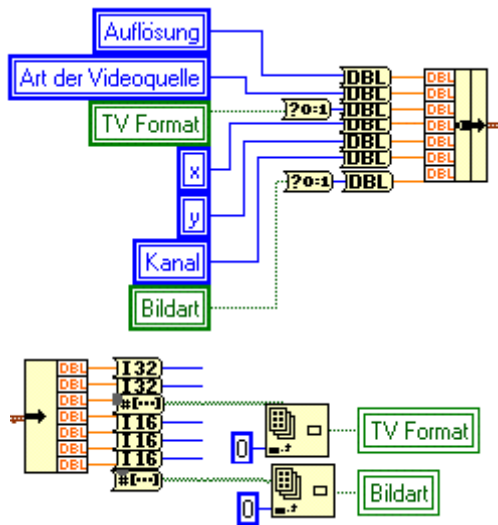 Auflösung
DBL DBL
Art der Videoquelle
DBL DBL
TV Format
?0:1 DBL DBL
x
DBL DBL
y
DBL DBL
Kanal
DBL DBL
Bildart
?0:1 DBL DBL
DBL I32
DBL I32
DBL #[···]
DBL I16
DBL I16
DBL I16
DBL #[···]
0
TV Format
0
Bildart